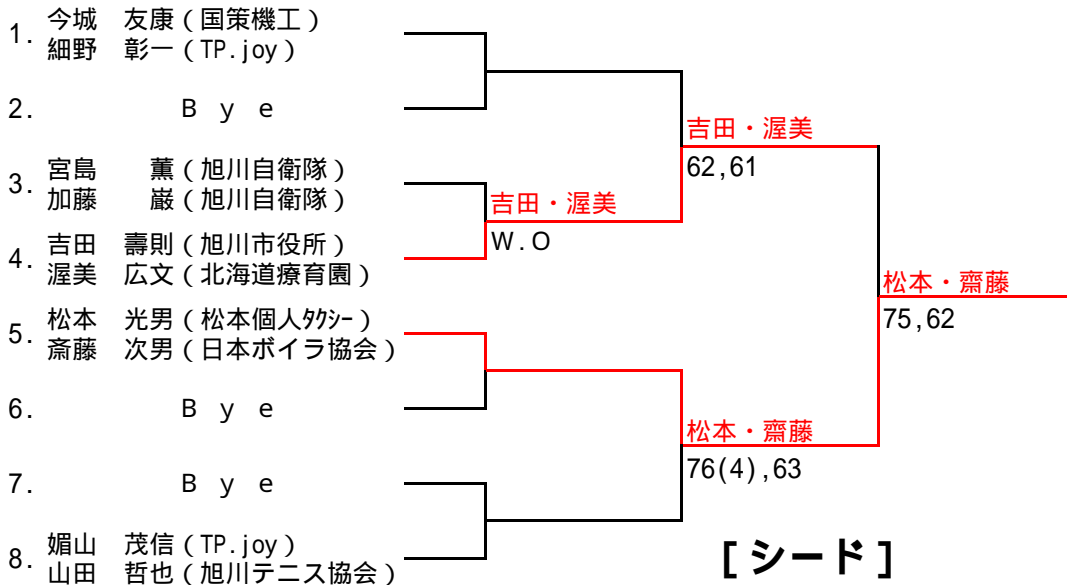 1. 今城 友康(国策機工)
細野 彰一(TP.joy)
2. Bye
3. 宮島 薫(旭川自衛隊)
加藤 巌(旭川自衛隊)
4. 吉田 壽則(旭川市役所)
渥美 広文(北海道療育園)
5. 松本 光男(松本個人タクシー)
斎藤 次男(日本ボイラ協会)
6. Bye
7. Bye
8. 媚山 茂信(TP.joy)
山田 哲也(旭川テニス協会)
吉田・渥美
W.O
吉田・渥美
62,61
松本・齋藤
76(4),63
松本・齋藤
75,62
[シード]